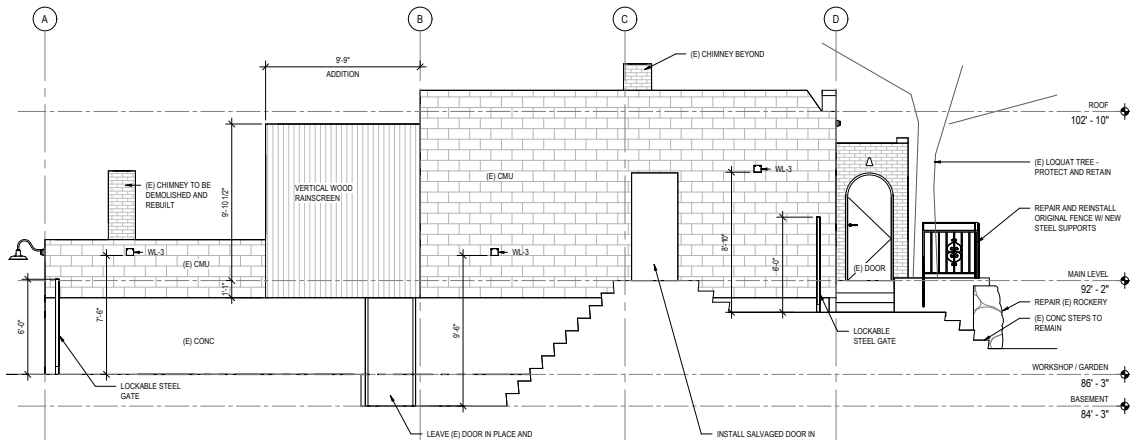 A
B
C
D
9'-9"
ADDITION
(E) CHIMNEY BEYOND
ROOF
102' - 10"
(E) LOQUAT TREE -
PROTECT AND RETAIN
(E) CMU
WL-3
VERTICAL WOOD
RAINSCREEN
(E) CHIMNEY TO BE
DEMOLISHED AND
REBUILT
9'-10 1/2"
REPAIR AND REINSTALL
ORIGINAL FENCE W/ NEW
STEEL SUPPORTS
8'-10"
6'-0"
WL-3
WL-3
(E) CMU
(E) DOOR
MAIN LEVEL
92' - 2"
1'-1"
REPAIR (E) ROCKERY
(E) CONC STEPS TO
REMAIN
6'-0"
7'-6"
9'-6"
(E) CONC
LOCKABLE
STEEL GATE
WORKSHOP / GARDEN
86' - 3"
LOCKABLE STEEL
GATE
BASEMENT
84' - 3"
LEAVE (E) DOOR IN PLACE AND
INSTALL SALVAGED DOOR IN